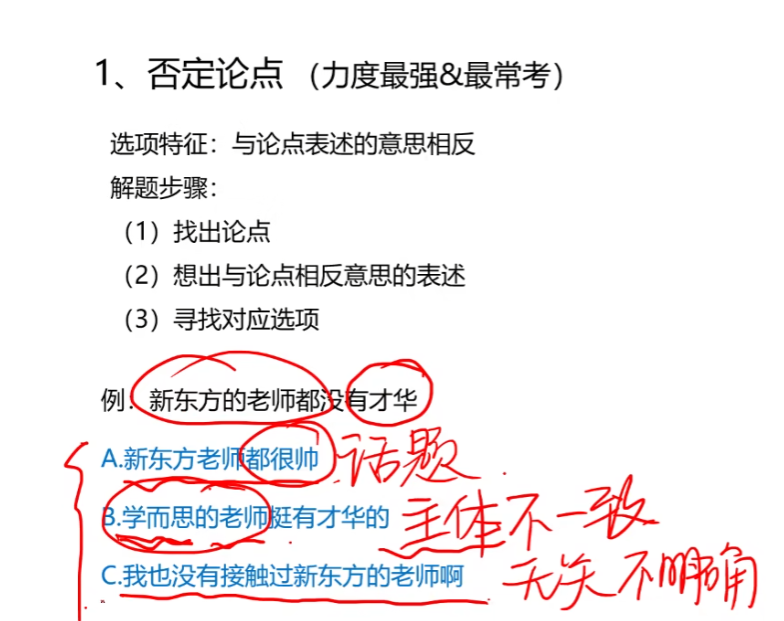 1、否定论点（力度最强&最常考）
选项特征：与论点表述的意思相反
解题步骤：
（1）找出论点
（2）想出与论点相反意思的表述
（3）寻找对应选项
例：新东方的老师都没有才华
A.新东方老师都很帅 话题
B.学而思的老师挺有才华的 主体不一致
C.我也没有接触过新东方的老师啊 无关 不明确